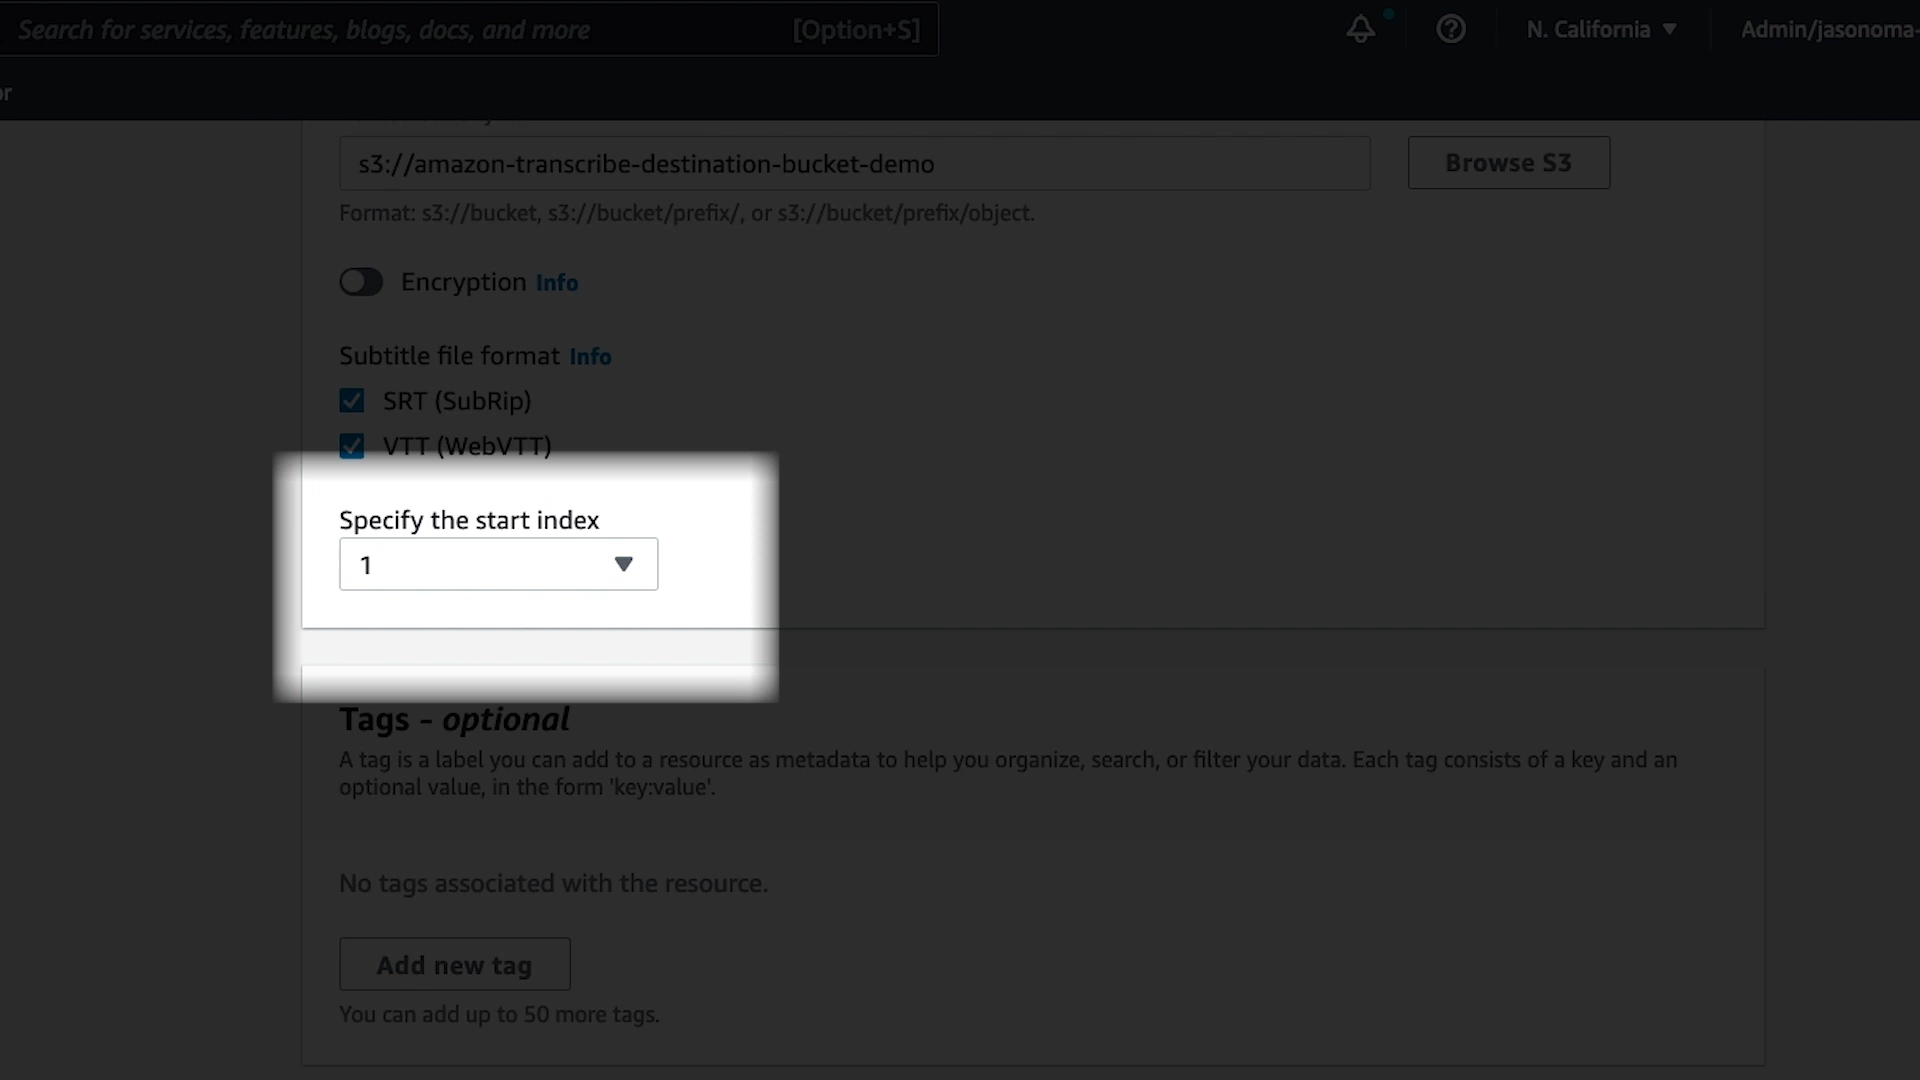 Search for services, features, blogs, docs, and more [Option+S]
N. California
Admin/jasonoma-
or
s3://amazon-transcribe-destination-bucket-demo
Browse S3
Format: s3://bucket, s3://bucket/prefix/, or s3://bucket/prefix/object.
Encryption Info
Subtitle file format Info
SRT (SubRip)
VTT (WebVTT)
Specify the start index
1
Tags - optional
A tag is a label you can add to a resource as metadata to help you organize, search, or filter your data. Each tag consists of a key and an
optional value, in the form 'key:value'.
No tags associated with the resource.
Add new tag
You can add up to 50 more tags.